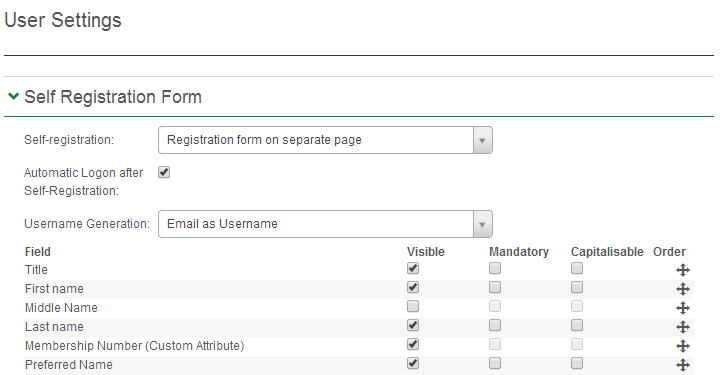 User Settings
Self Registration Form
Self-registration: Registration form on separate page
Automatic Logon after
Self-Registration:
Username Generation: Email as Username
Field Visible Mandatory Capitalisable Order
Title
First name
Middle Name
Last name
Membership Number (Custom Attribute)
Preferred Name